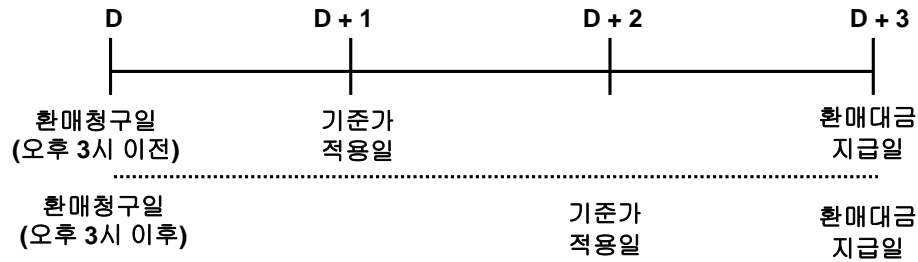 D D + 1 D + 2 D + 3
환매청구일 기준가 환매대금
(오후 3시 이전) 적용일 지급일
환매청구일 기준가 환매대금
(오후 3시 이후) 적용일 지급일